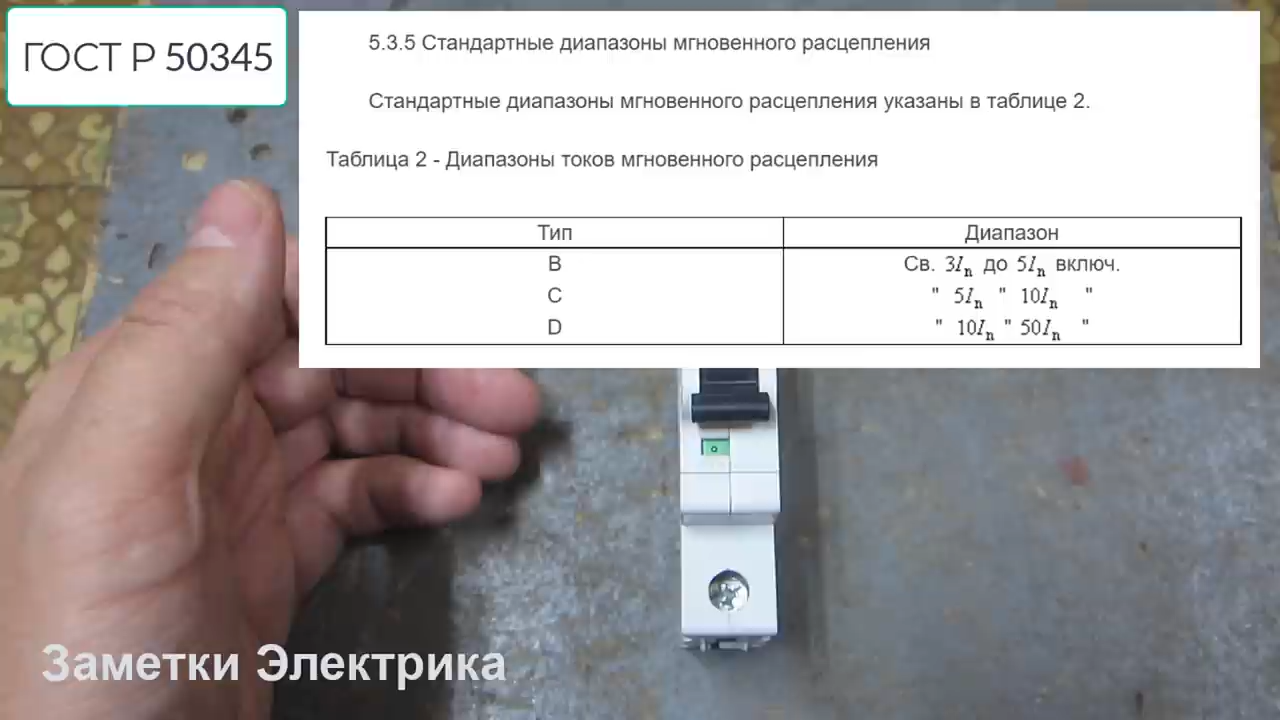 ГОСТ Р 50345
5.3.5 Стандартные диапазоны мгновенного расцепления
Стандартные диапазоны мгновенного расцепления указаны в таблице 2.
Таблица 2 - Диапазоны токов мгновенного расцепления
Тип Диапазон
B Св. 3In до 5In включ.
C " 5In " 10In "
D " 10In " 50In "
Заметки Электрика